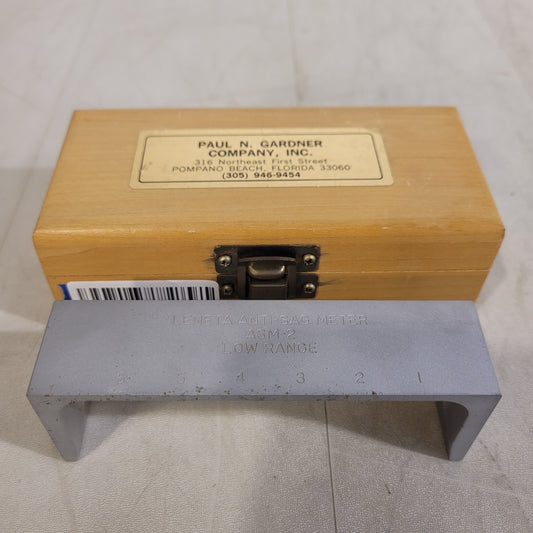 PAUL N. GARDNER
COMPANY, INC.
316 Northeast First Street
POMPANO BEACH, FLORIDA 33060
(305) 946-9454
LENETA ANTI-SAG METER
ASM-2
LOW RANGE
4 3 2 1